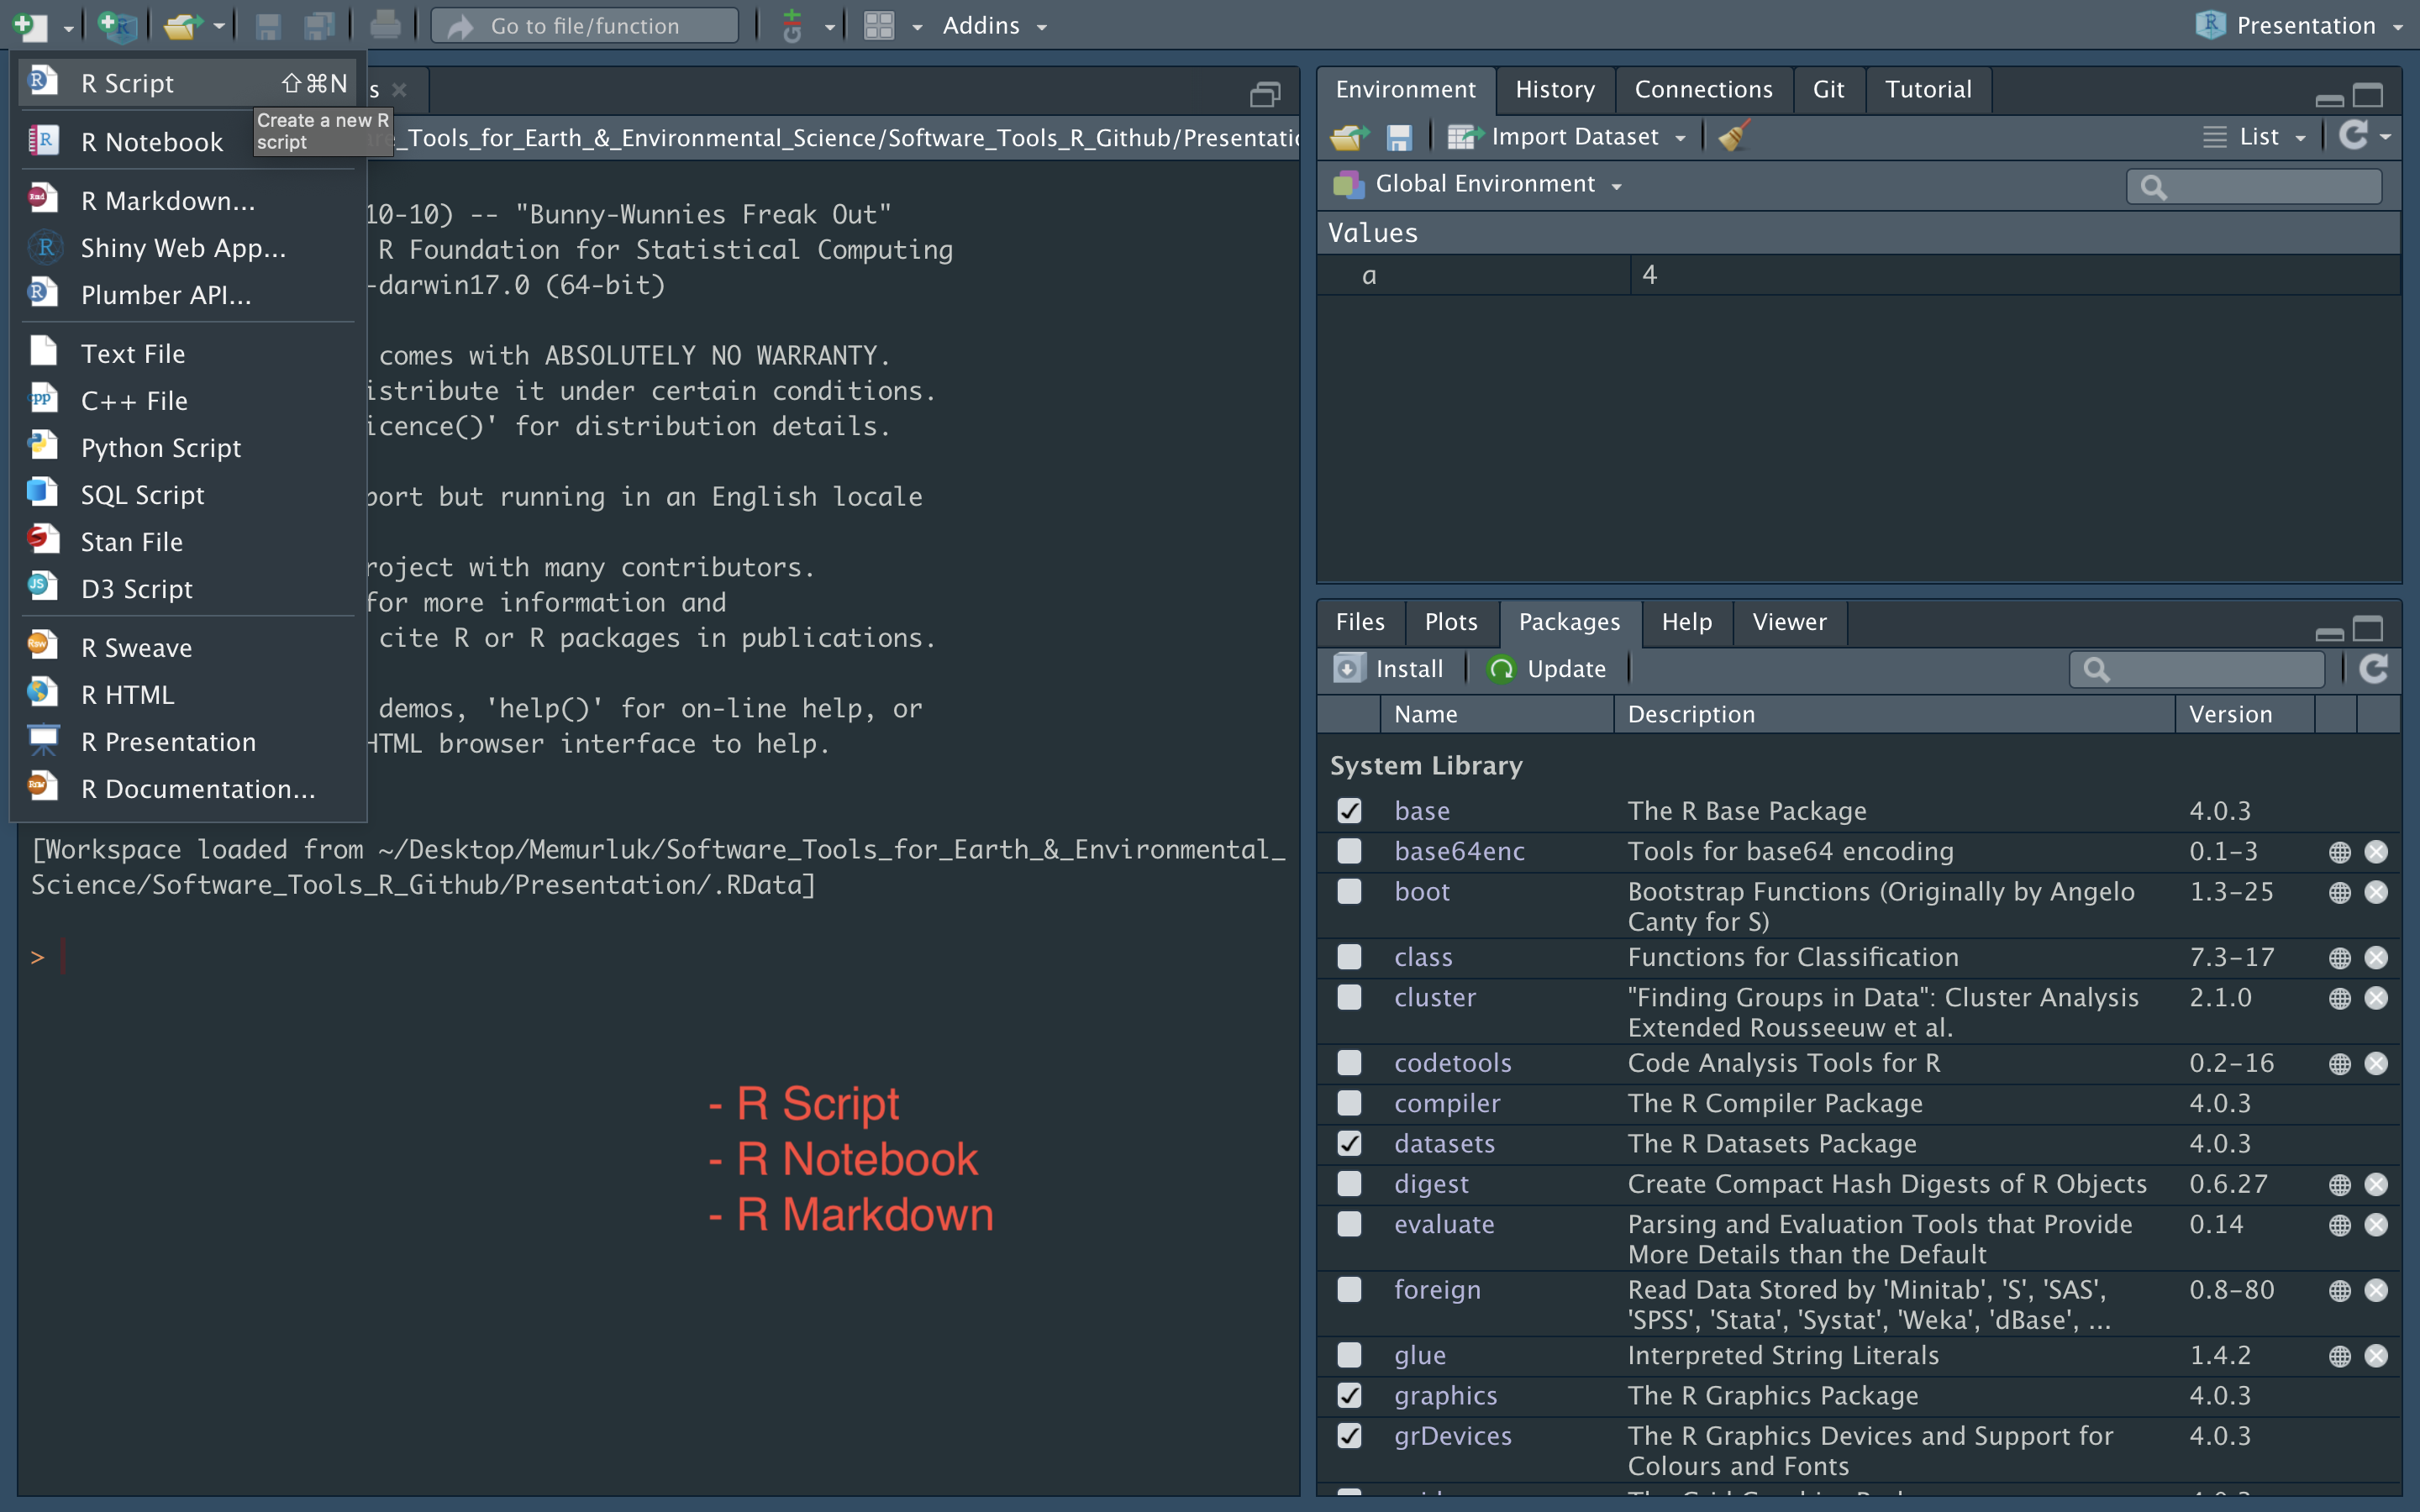 Go to file/function
Addins
Presentation
R Script ⇧⌘N
Create a new R
script
R Notebook
R Markdown...
Shiny Web App...
Plumber API...
Text File
C++ File
Python Script
SQL Script
Stan File
D3 Script
R Sweave
R HTML
R Presentation
R Documentation...
s
_Tools_for_Earth_&_Environmental_Science/Software_Tools_R_Github/Presentatio
10-10) -- "Bunny-Wunnies Freak Out"
R Foundation for Statistical Computing
-darwin17.0 (64-bit)
comes with ABSOLUTELY NO WARRANTY.
istribute it under certain conditions.
icence()' for distribution details.
port but running in an English locale
roject with many contributors.
for more information and
cite R or R packages in publications.
demos, 'help()' for on-line help, or
HTML browser interface to help.
[Workspace loaded from ~/Desktop/Memurluk/Software_Tools_for_Earth_&_Environmental_
Science/Software_Tools_R_Github/Presentation/.RData]
>
- R Script
- R Notebook
- R Markdown
Environment History Connections Git Tutorial
Import Dataset List
Global Environment
Values
a 4
Files Plots Packages Help Viewer
Install Update
Name Description Version
System Library
base The R Base Package 4.0.3
base64enc Tools for base64 encoding 0.1-3
boot Bootstrap Functions (Originally by Angelo 1.3-25
Canty for S)
class Functions for Classification 7.3-17
cluster "Finding Groups in Data": Cluster Analysis 2.1.0
Extended Rousseeuw et al.
codetools Code Analysis Tools for R 0.2-16
compiler The R Compiler Package 4.0.3
datasets The R Datasets Package 4.0.3
digest Create Compact Hash Digests of R Objects 0.6.27
evaluate Parsing and Evaluation Tools that Provide 0.14
More Details than the Default
foreign Read Data Stored by 'Minitab', 'S', 'SAS', 0.8-80
'SPSS', 'Stata', 'Systat', 'Weka', 'dBase', ...
glue Interpreted String Literals 1.4.2
graphics The R Graphics Package 4.0.3
grDevices The R Graphics Devices and Support for 4.0.3
Colours and Fonts